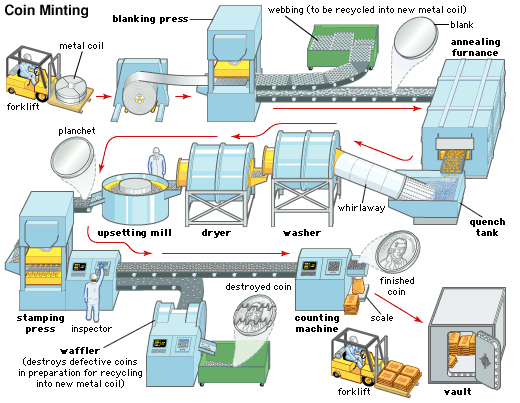 Coin Minting
webbing (to be recycled into new metal coil)
blanking press
blank
annealing
furnance
metal coil
forklift
planchet
whirlaway
quench
tank
upsetting mill
dryer
washer
destroyed coin
finished
coin
stamping
press
inspector
counting
machine
scale
waffler
(destroys defective coins
in preparation for recycling
into new metal coil)
forklift
vault